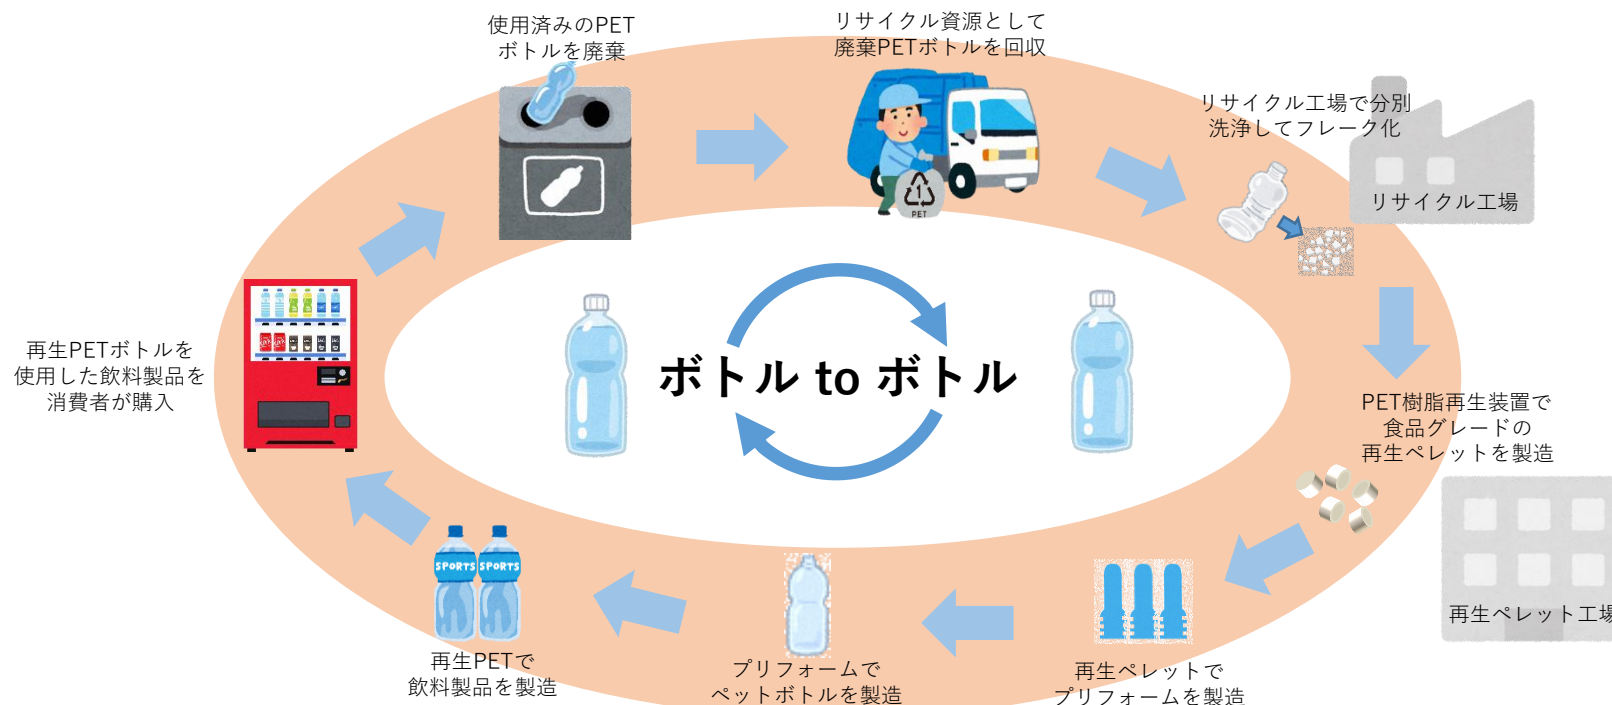 使用済みのPET
ボトルを廃棄
リサイクル資源として
廃棄PETボトルを回収
リサイクル工場で分別
洗浄してフレーク化
リサイクル工場
1
PET
再生PETボトルを
使用した飲料製品を
消費者が購入
ボトル to ボトル
PET樹脂再生装置で
食品グレードの
再生ペレットを製造
再生ペレット工場
SPORTS
SPORTS
再生PETで
飲料製品を製造
プリフォームで
ペットボトルを製造
再生ペレットで
プリフォームを製造